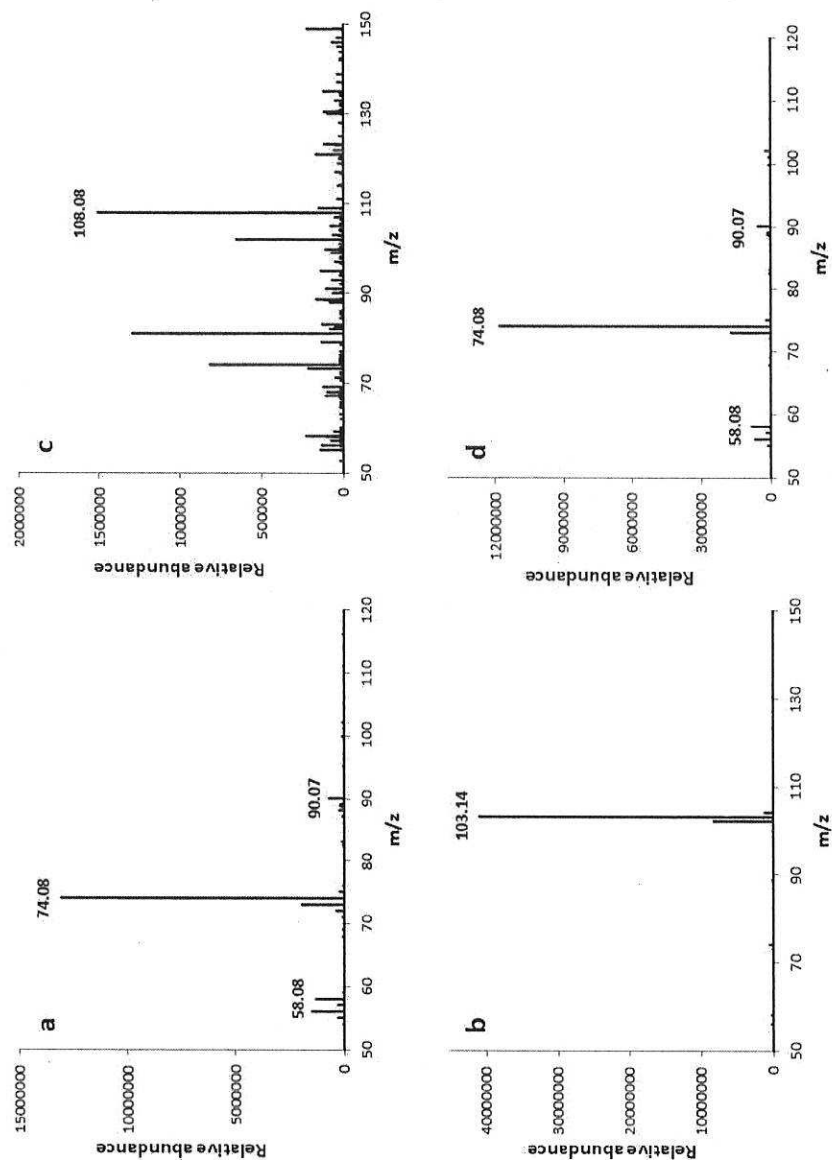 a
Relative abundance
15000000
10000000
5000000
0
74.08
58.08
90.07
50 60 70 80 90 100 110 120
m/z
c
Relative abundance
2000000
1500000
1000000
500000
0
108.08
50 70 90 110 130 150
m/z
b
Relative abundance
40000000
30000000
20000000
10000000
0
103.14
50 70 90 110 130 150
m/z
d
Relative abundance
12000000
9000000
6000000
3000000
0
74.08
58.08
90.07
50 60 70 80 90 100 110 120
m/z